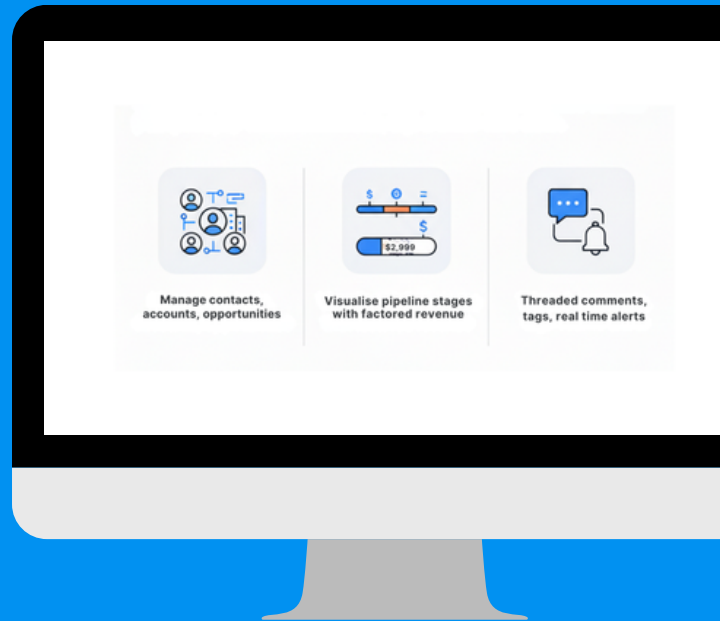 $ =
$
$2,999
Manage contacts,
accounts, opportunities
Visualise pipeline stages
with factored revenue
Threaded comments,
tags, real time alerts